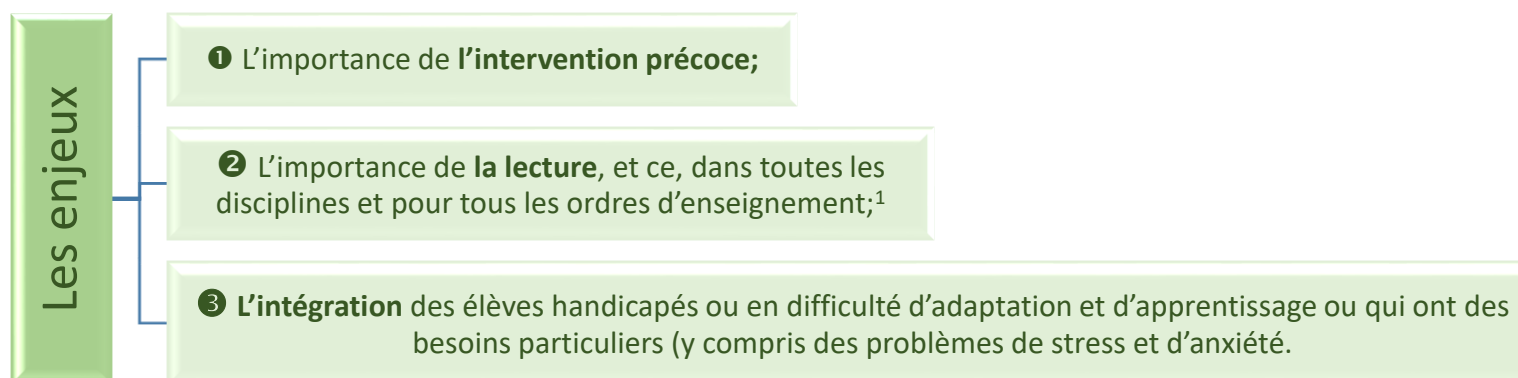 Les enjeux
❶ L’importance de l’intervention précoce;
❷ L’importance de la lecture, et ce, dans toutes les
disciplines et pour tous les ordres d’enseignement;¹
❸ L’intégration des élèves handicapés ou en difficulté d’adaptation et d’apprentissage ou qui ont des
besoins particuliers (y compris des problèmes de stress et d’anxiété.